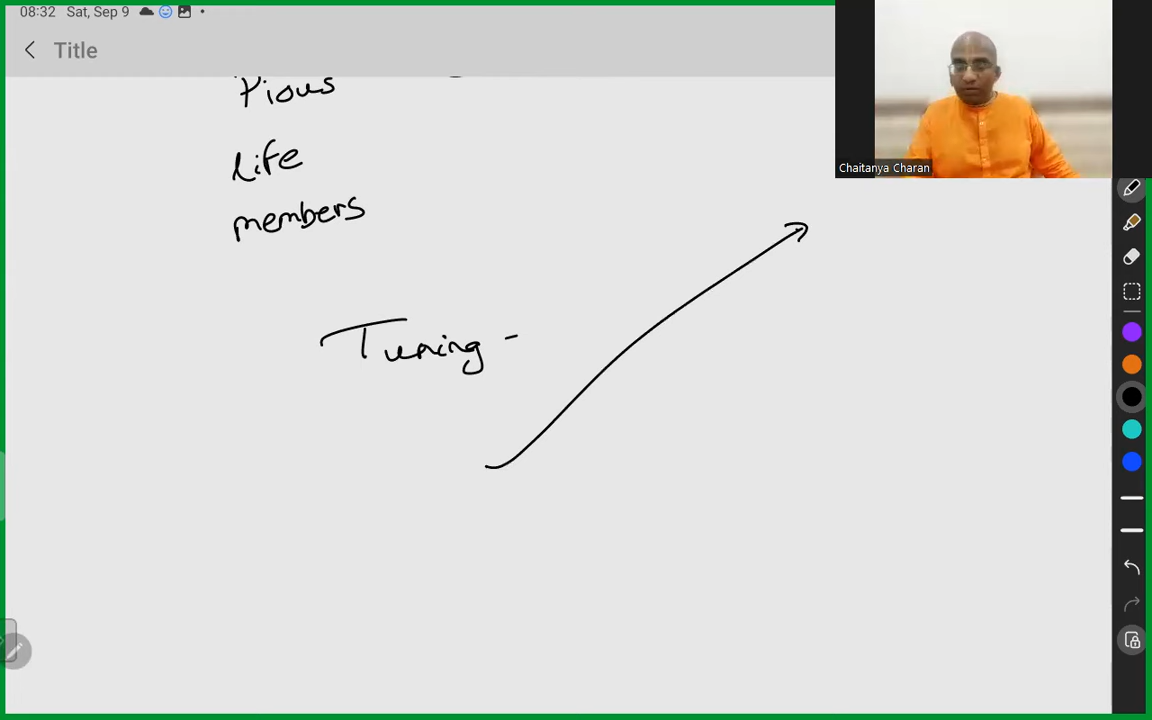 08:32 Sat, Sep 9
Title
Pious
Life
members
Tuning -
Chaitanya Charan